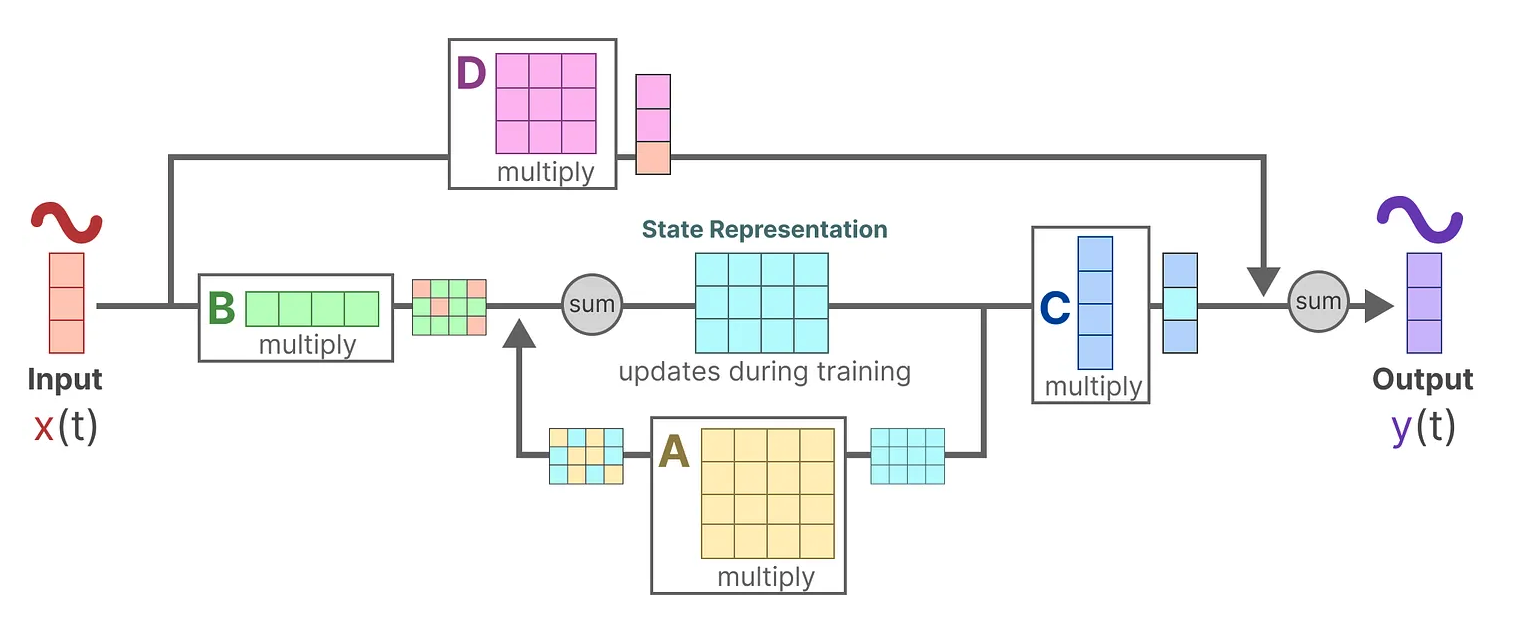 D
multiply
State Representation
B
multiply
sum
updates during training
C
multiply
sum
Input
x(t)
Output
y(t)
A
multiply